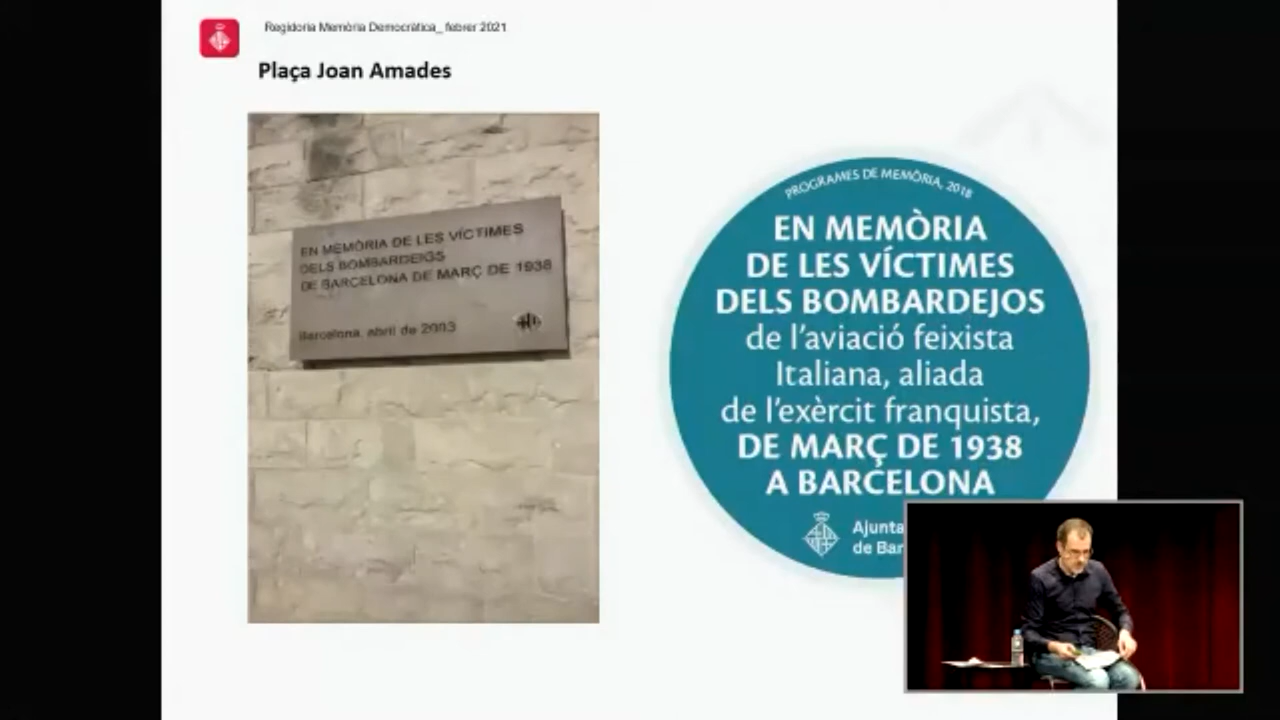 Regidoria Memòria Democràtica_ febrer 2021
Plaça Joan Amades
EN MEMÒRIA DE LES VÍCTIMES
DELS BOMBARDEIGS
DE BARCELONA DE MARÇ DE 1938
Barcelona, abril de 2003
PROGRAMES DE MEMÒRIA, 2018
EN MEMÒRIA
DE LES VÍCTIMES
DELS BOMBARDEJOS
de l'aviació feixista
Italiana, aliada
de l'exèrcit franquista,
DE MARÇ DE 1938
A BARCELONA
Ajunta
de Bar